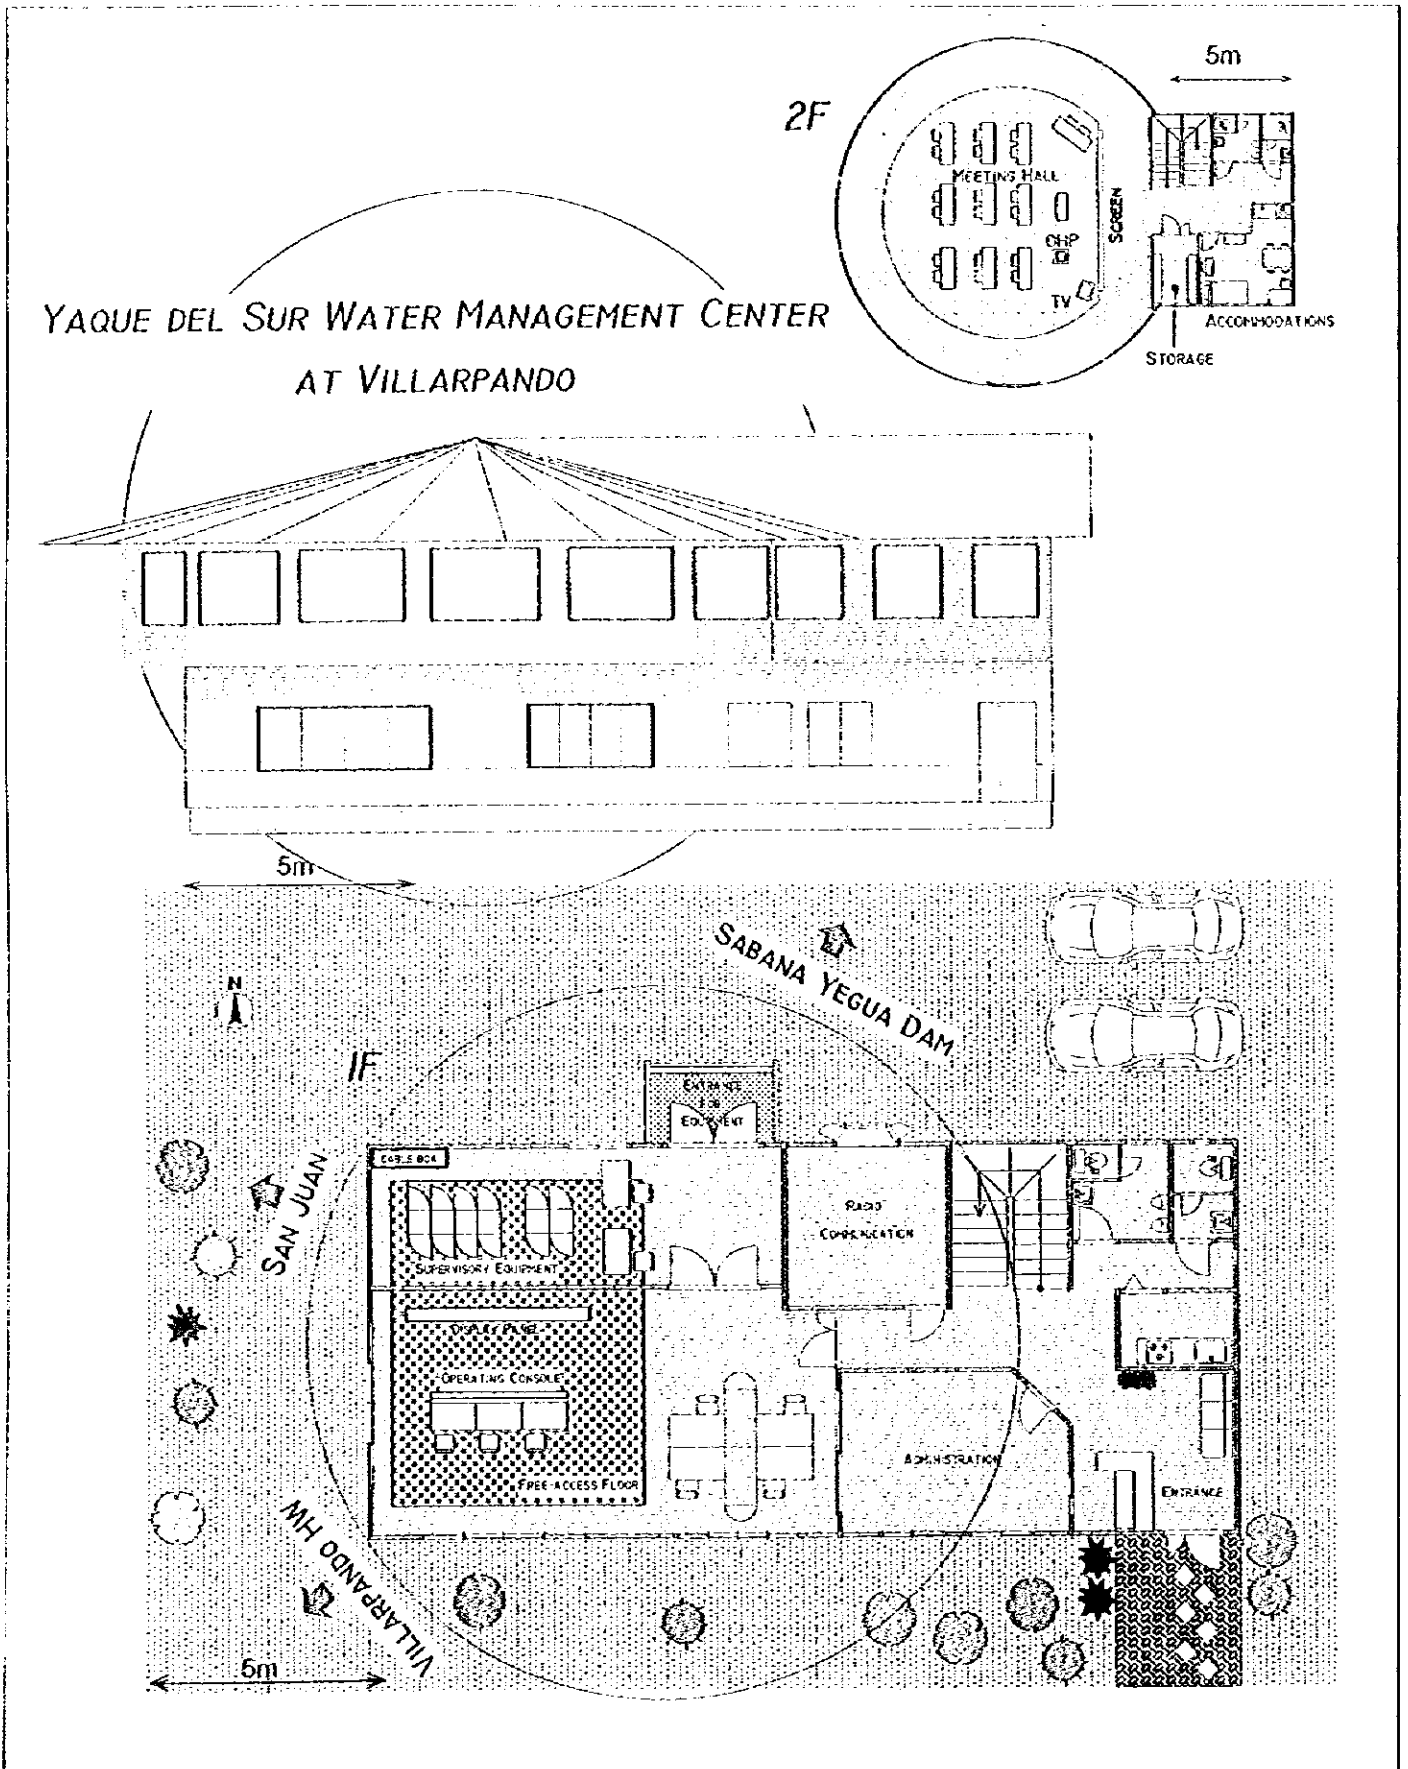 5m
2F
MEETING HALL
SCREEN
OHP
TV
ACCOMMODATIONS
STORAGE
YAQUE DEL SUR WATER MANAGEMENT CENTER
AT VILLARPANDO
5m
SABANA YEGUA DAM
N
1F
ENTRANCE
FOR
EQUIPMENT
CABLE BOX
SAN JUAN
RADIO
COMMUNICATION
SUPERVISORY EQUIPMENT
DISPLAY PANEL
OPERATING CONSOLE
ADMINISTRATION
FREE-ACCESS FLOOR
ENTRANCE
VILLARPANDO HW
5m